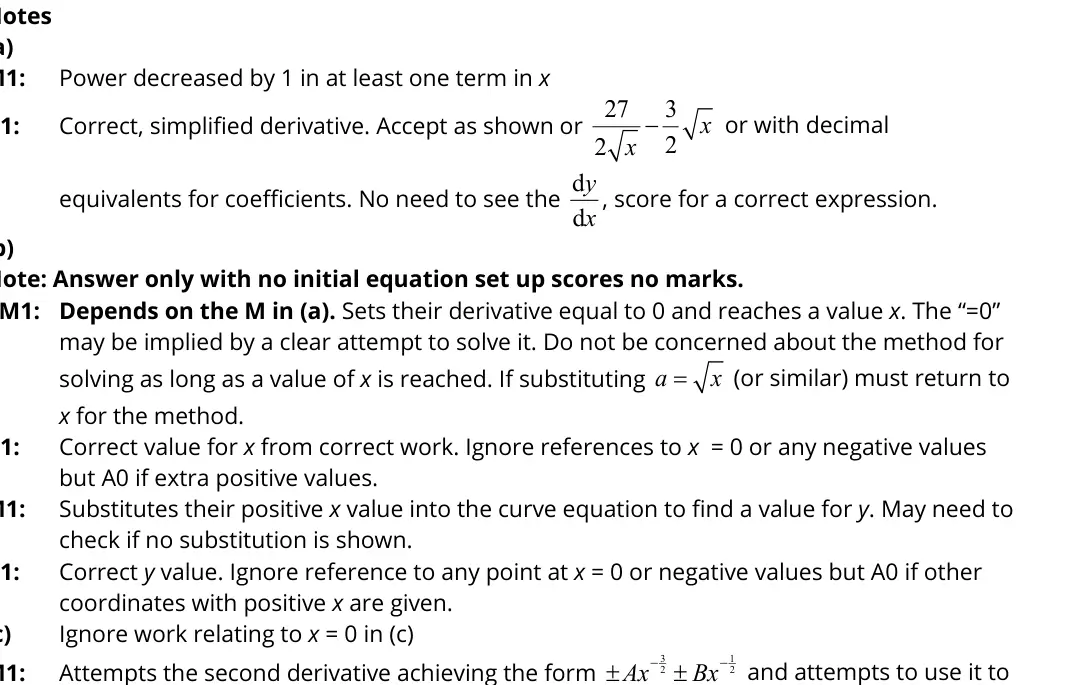 lotes
a)
11: Power decreased by 1 in at least one term in x
1: Correct, simplified derivative. Accept as shown or 27/(2√x) − (3/2)√x or with decimal
equivalents for coefficients. No need to see the dy/dx, score for a correct expression.
o)
lote: Answer only with no initial equation set up scores no marks.
M1: Depends on the M in (a). Sets their derivative equal to 0 and reaches a value x. The “=0”
may be implied by a clear attempt to solve it. Do not be concerned about the method for
solving as long as a value of x is reached. If substituting a = √x (or similar) must return to
x for the method.
1: Correct value for x from correct work. Ignore references to x = 0 or any negative values
but A0 if extra positive values.
11: Substitutes their positive x value into the curve equation to find a value for y. May need to
check if no substitution is shown.
1: Correct y value. Ignore reference to any point at x = 0 or negative values but A0 if other
coordinates with positive x are given.
:) Ignore work relating to x = 0 in (c)
11: Attempts the second derivative achieving the form ±Ax^(−3/2) ± Bx^(−1/2) and attempts to use it to